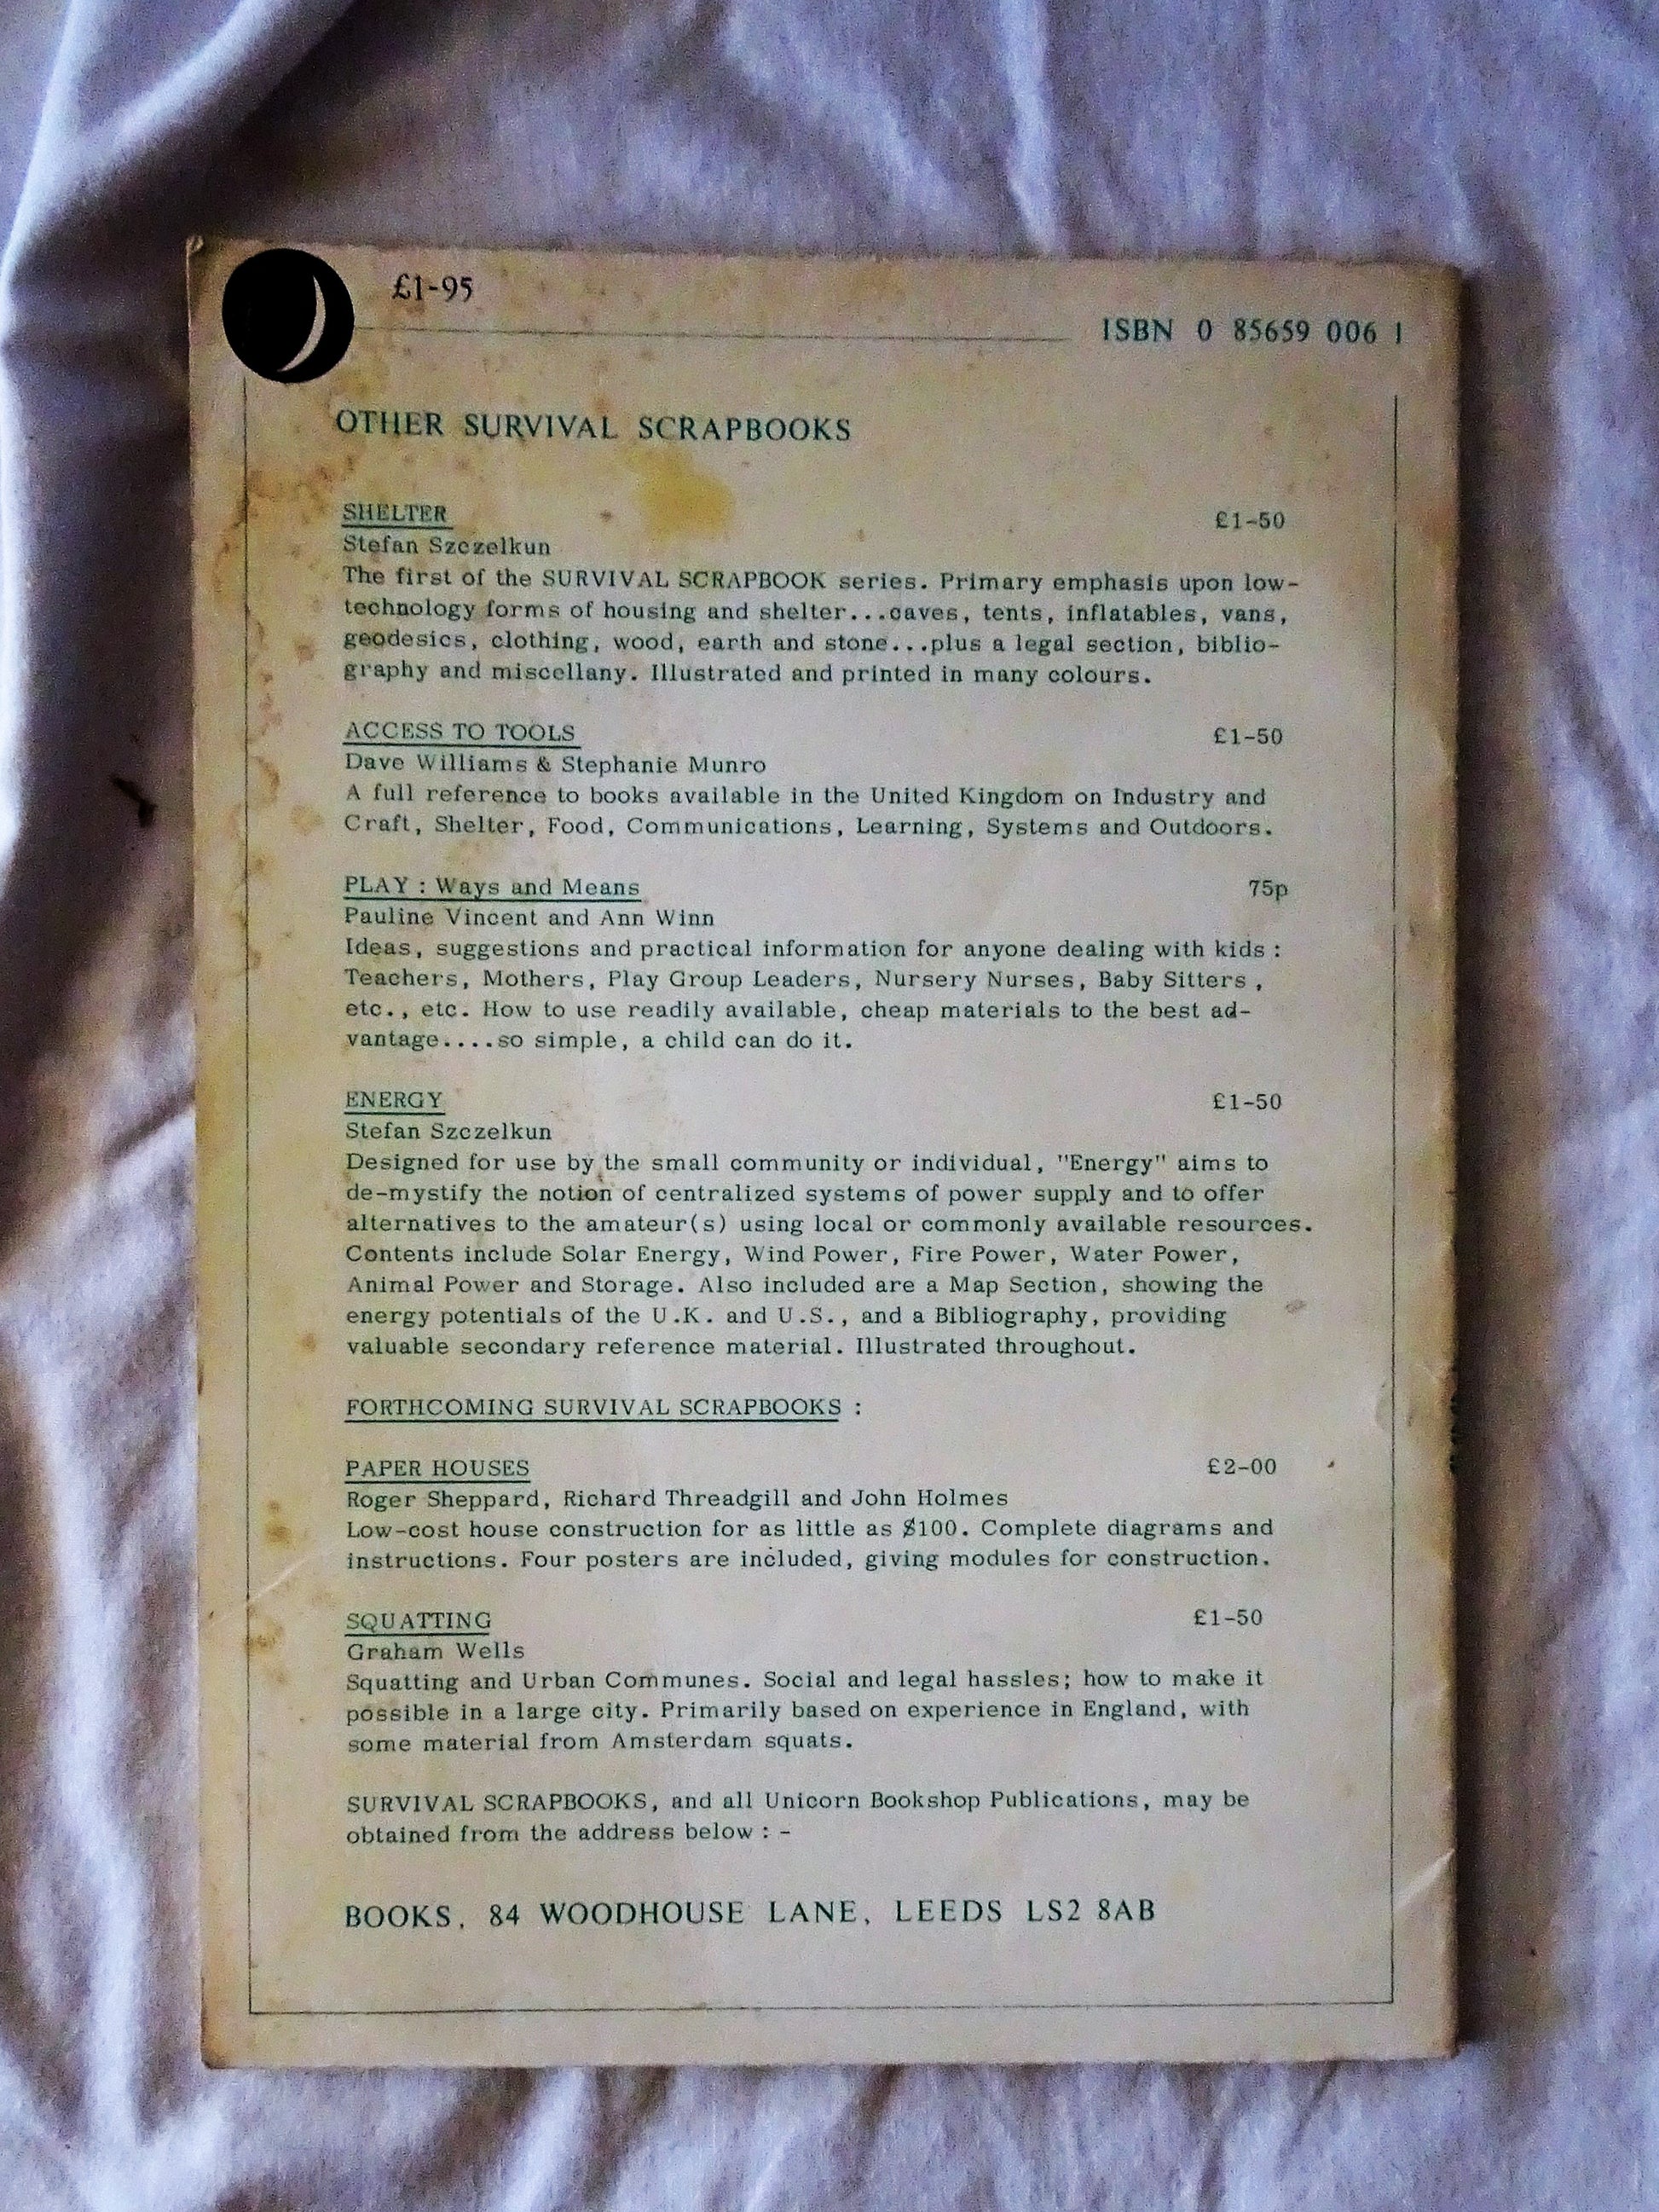 £1-95
ISBN 0 85659 006 1
OTHER SURVIVAL SCRAPBOOKS
SHELTER £1-50
Stefan Szczelkun
The first of the SURVIVAL SCRAPBOOK series. Primary emphasis upon low-
technology forms of housing and shelter...caves, tents, inflatables, vans,
geodesics, clothing, wood, earth and stone...plus a legal section, biblio-
graphy and miscellany. Illustrated and printed in many colours.
ACCESS TO TOOLS £1-50
Dave Williams & Stephanie Munro
A full reference to books available in the United Kingdom on Industry and
Craft, Shelter, Food, Communications, Learning, Systems and Outdoors.
PLAY : Ways and Means 75p
Pauline Vincent and Ann Winn
Ideas, suggestions and practical information for anyone dealing with kids :
Teachers, Mothers, Play Group Leaders, Nursery Nurses, Baby Sitters ,
etc., etc. How to use readily available, cheap materials to the best ad-
vantage....so simple, a child can do it.
ENERGY £1-50
Stefan Szczelkun
Designed for use by the small community or individual, "Energy" aims to
de-mystify the notion of centralized systems of power supply and to offer
alternatives to the amateur(s) using local or commonly available resources.
Contents include Solar Energy, Wind Power, Fire Power, Water Power,
Animal Power and Storage. Also included are a Map Section, showing the
energy potentials of the U.K. and U.S., and a Bibliography, providing
valuable secondary reference material. Illustrated throughout.
FORTHCOMING SURVIVAL SCRAPBOOKS :
PAPER HOUSES £2-00
Roger Sheppard, Richard Threadgill and John Holmes
Low-cost house construction for as little as $100. Complete diagrams and
instructions. Four posters are included, giving modules for construction.
SQUATTING £1-50
Graham Wells
Squatting and Urban Communes. Social and legal hassles; how to make it
possible in a large city. Primarily based on experience in England, with
some material from Amsterdam squats.
SURVIVAL SCRAPBOOKS, and all Unicorn Bookshop Publications, may be
obtained from the address below : -
BOOKS, 84 WOODHOUSE LANE, LEEDS LS2 8AB